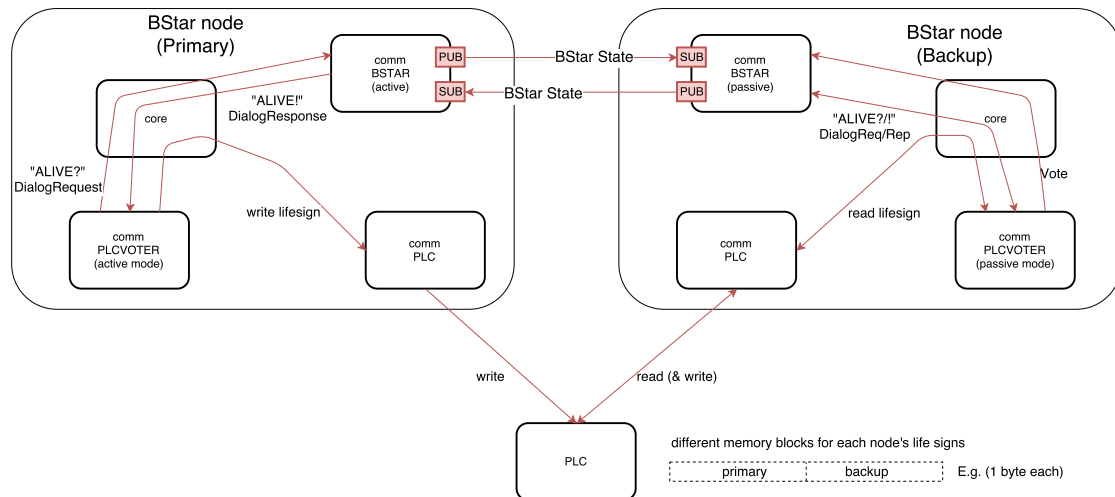 BStar node
(Primary)
comm
BSTAR
(active)
PUB
SUB
BStar State
BStar State
core
"ALIVE!"
DialogResponse
"ALIVE?"
DialogRequest
write lifesign
comm
PLCVOTER
(active mode)
comm
PLC
BStar node
(Backup)
SUB
PUB
comm
BSTAR
(passive)
"ALIVE?/!"
DialogReq/Rep
core
Vote
read lifesign
comm
PLC
comm
PLCVOTER
(passive mode)
write
read (& write)
PLC
different memory blocks for each node's life signs
primary
backup
E.g. (1 byte each)